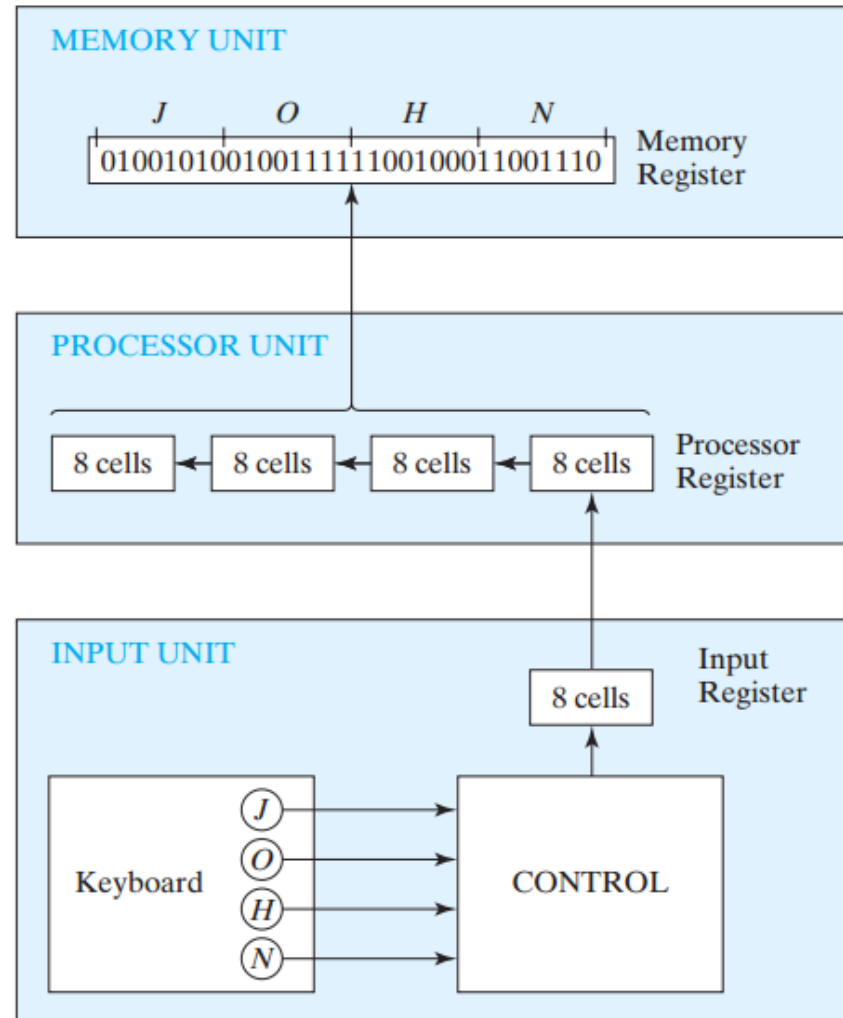 MEMORY UNIT
J O H N
01001010010011111100100011001110
Memory
Register
PROCESSOR UNIT
8 cells 8 cells 8 cells 8 cells
Processor
Register
INPUT UNIT
Input
Register
8 cells
J
O
Keyboard
CONTROL
H
N